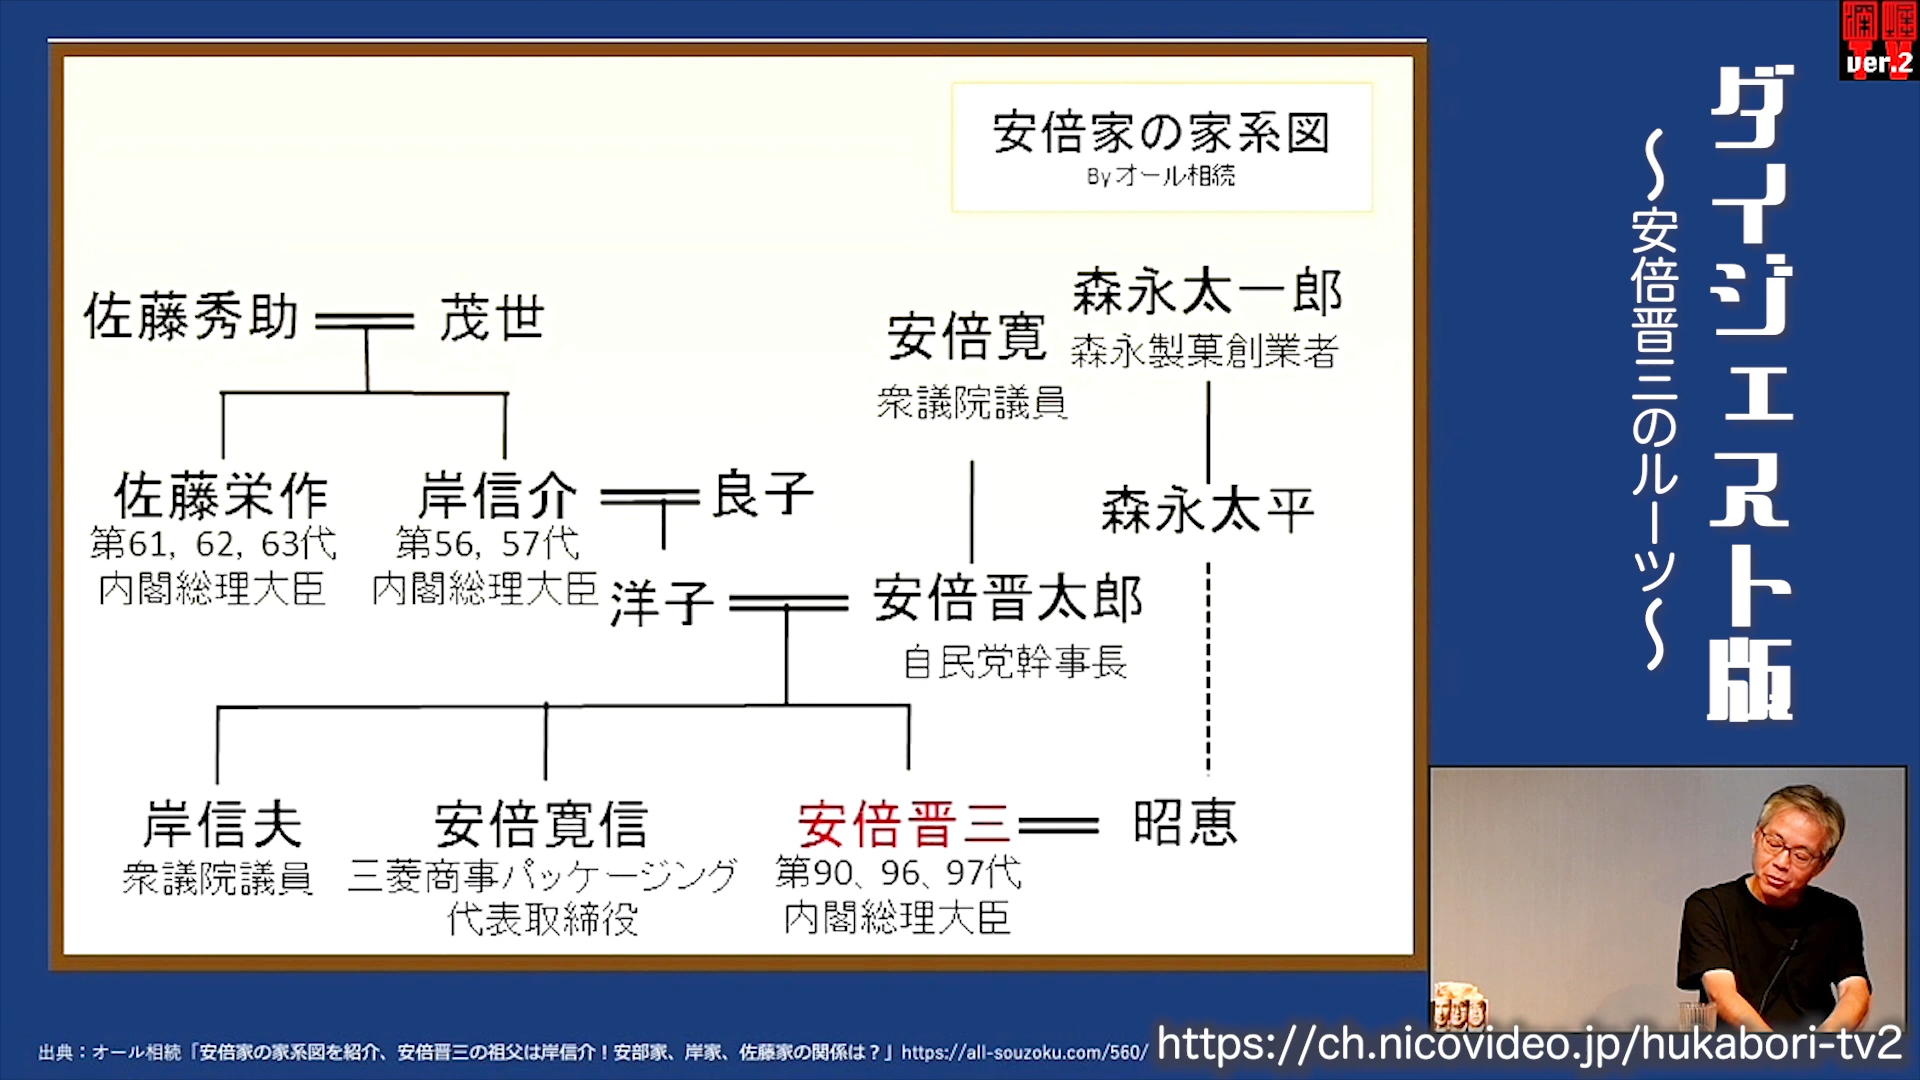 安倍家の家系図
By オール相続
佐藤秀助
茂世
安倍寛
衆議院議員
森永太一郎
森永製菓創業者
佐藤栄作
第61, 62, 63代
内閣総理大臣
岸信介
第56, 57代
内閣総理大臣
良子
森永太平
洋子
安倍晋太郎
自民党幹事長
岸信夫
衆議院議員
安倍寛信
三菱商事パッケージング
代表取締役
安倍晋三
第90、96、97代
内閣総理大臣
昭恵
ダイジェスト版
〜安倍晋三のルーツ〜
深掘
TV
ver.2
出典：オール相続「安倍家の家系図を紹介、安倍晋三の祖父は岸信介！安部家、岸家、佐藤家の関係は？」https://all-souzoku.com/560/
https://ch.nicovideo.jp/hukabori-tv2